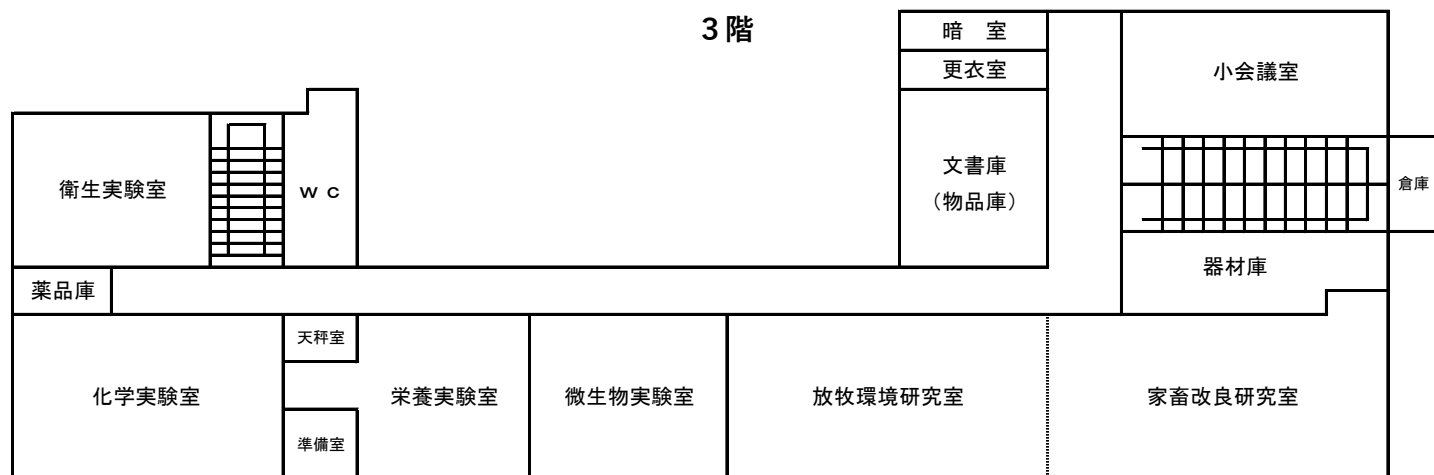 ３階
暗　室
更衣室
小会議室
文書庫
（物品庫）
衛生実験室
ｗｃ
倉庫
器材庫
薬品庫
天秤室
化学実験室
栄養実験室
微生物実験室
放牧環境研究室
家畜改良研究室
準備室